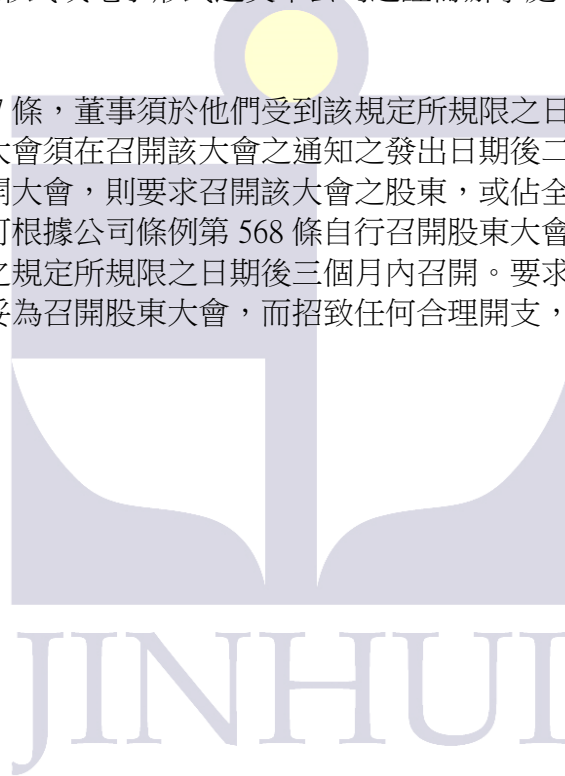 7 條，董事須於他們受到該規定所規限之日
大會須在召開該大會之通知之發出日期後二
開大會，則要求召開該大會之股東，或佔全
可根據公司條例第 568 條自行召開股東大會
之規定所規限之日期後三個月內召開。要求
妥為召開股東大會，而招致任何合理開支，
JINHUI